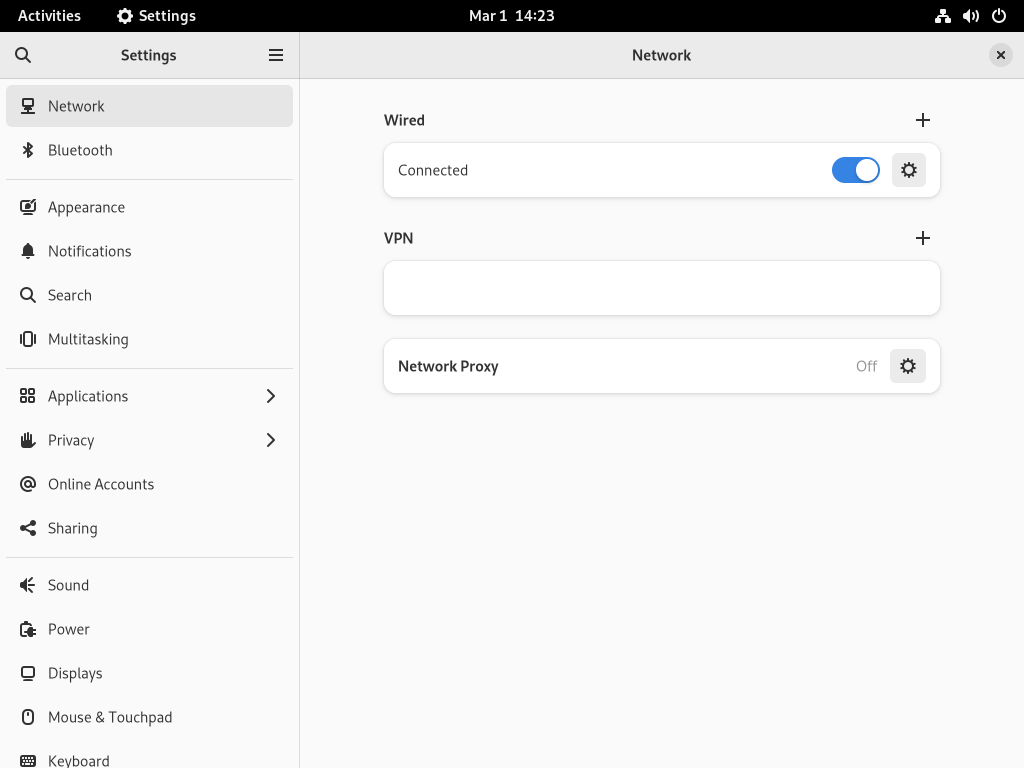 Activities
Settings
Mar 1 14:23
Settings
Network
Network
Bluetooth
Appearance
Notifications
Search
Multitasking
Applications
Privacy
Online Accounts
Sharing
Sound
Power
Displays
Mouse & Touchpad
Keyboard
Wired
Connected
VPN
Network Proxy
Off